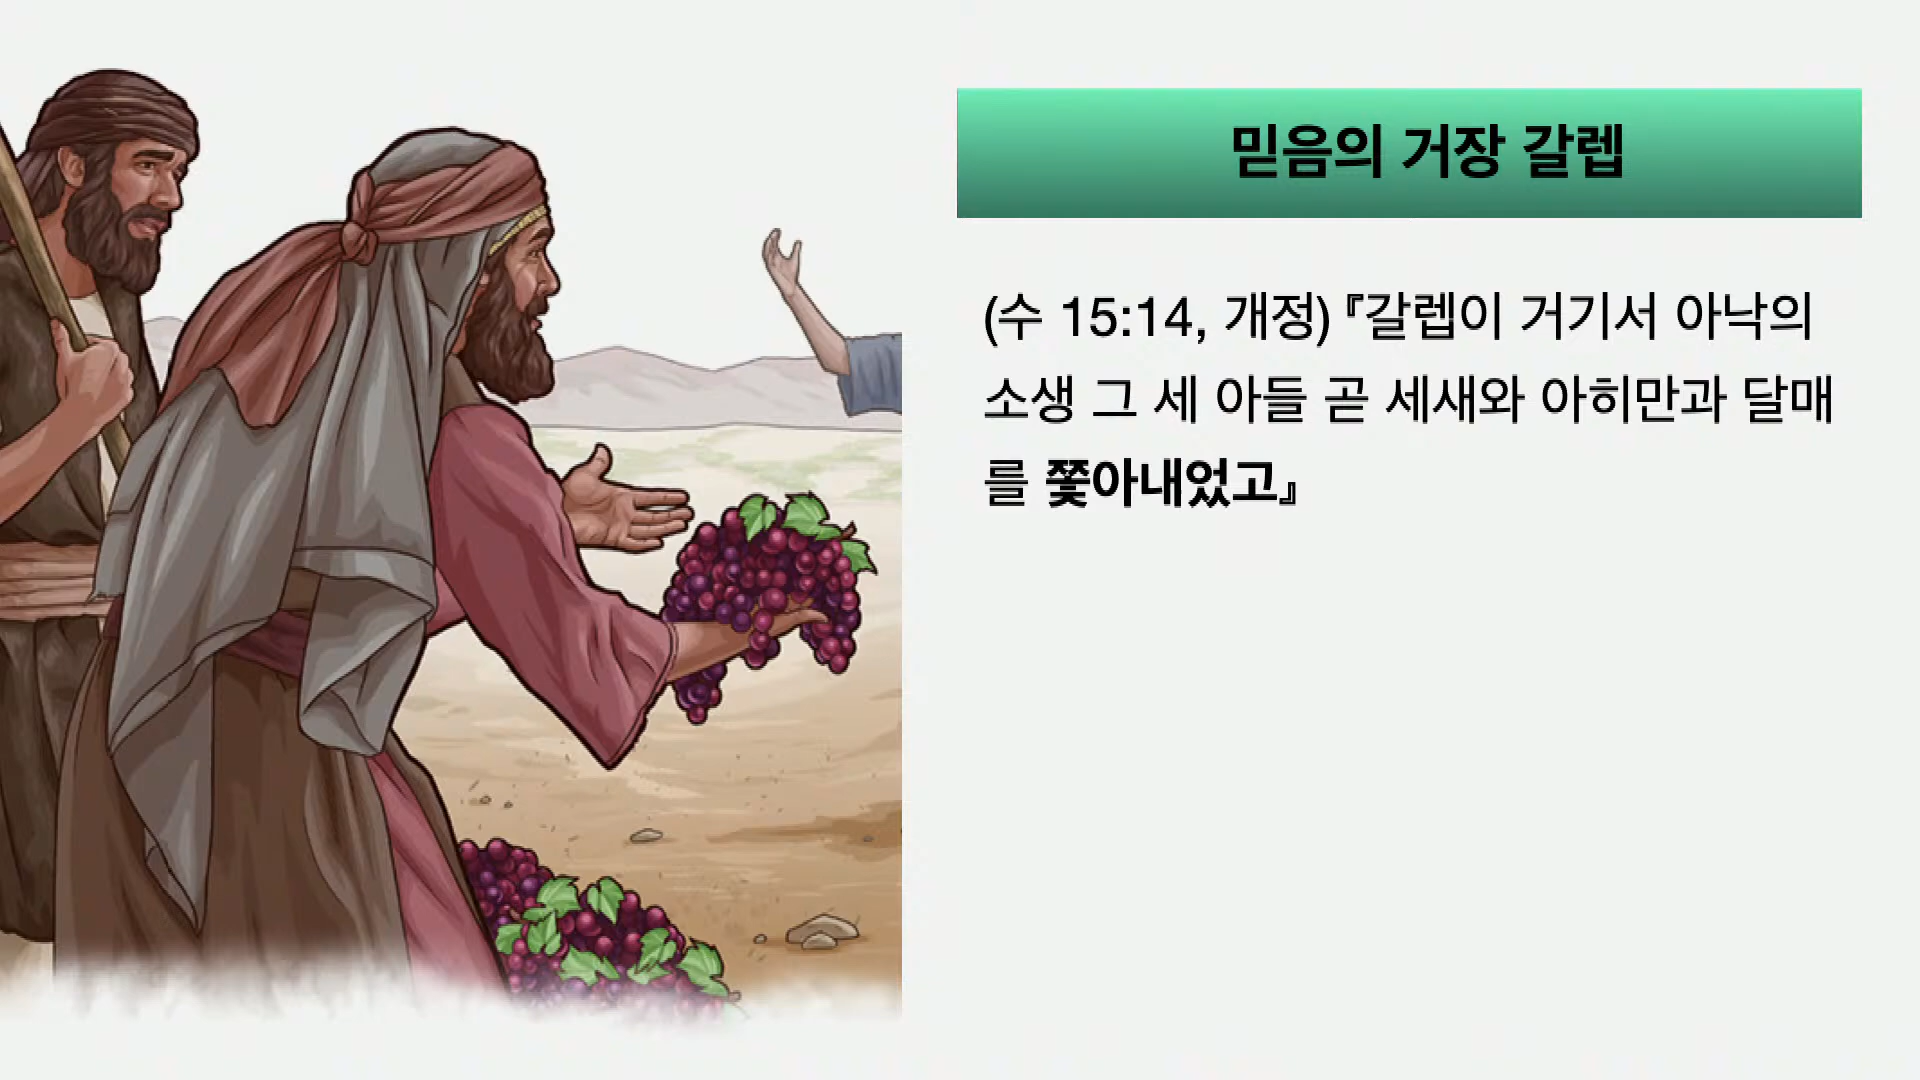 믿음의 거장 갈렙
(수 15:14, 개정)『갈렙이 거기서 아낙의
소생 그 세 아들 곧 세새와 아히만과 달매
를 쫓아내었고』